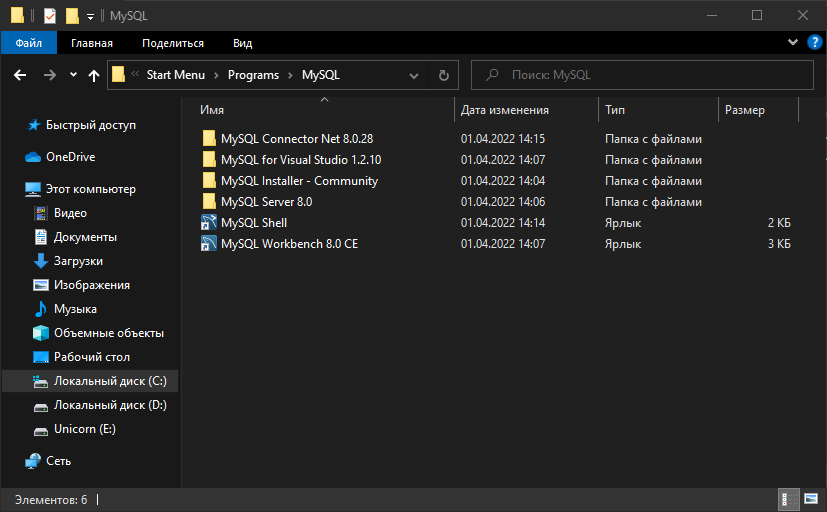 MySQL
Файл Главная Поделиться Вид
Start Menu Programs MySQL Поиск: MySQL
Имя Дата изменения Тип Размер
Быстрый доступ
OneDrive
Этот компьютер
Видео
Документы
Загрузки
Изображения
Музыка
Объемные объекты
Рабочий стол
Локальный диск (C:)
Локальный диск (D:)
Unicorn (E:)
Сеть
MySQL Connector Net 8.0.28 01.04.2022 14:15 Папка с файлами
MySQL for Visual Studio 1.2.10 01.04.2022 14:07 Папка с файлами
MySQL Installer - Community 01.04.2022 14:04 Папка с файлами
MySQL Server 8.0 01.04.2022 14:06 Папка с файлами
MySQL Shell 01.04.2022 14:14 Ярлык 2 КБ
MySQL Workbench 8.0 CE 01.04.2022 14:07 Ярлык 3 КБ
Элементов: 6